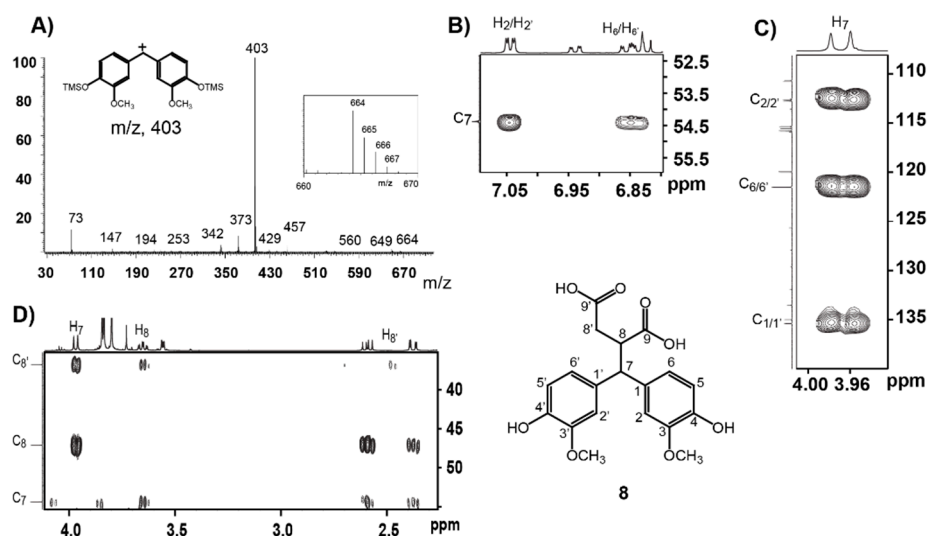 A)
403
100
80
60
40
20
+
TMSO
OCH3
OCH3
OTMS
m/z, 403
664
665
666
667
660
m/z
670
73
147
194
253
342
373
429
457
560
649
664
30
110
190
270
350
430
510
590
670
m/z
B)
H2/H2'
H6/H6'
C7
52.5
53.5
54.5
55.5
7.05
6.95
6.85
ppm
C)
H7
C2/2'
C6/6'
C1/1'
110
115
120
125
130
135
4.00
3.96
ppm
D)
H7
H8
H8'
C8'
C8
C7
40
45
50
4.0
3.5
3.0
2.5
ppm
HO
O
9'
8'
O
8
9
OH
7
6'
1'
5'
4'
3'
2'
HO
OCH3
6
1
5
2
3
4
OH
OCH3
8